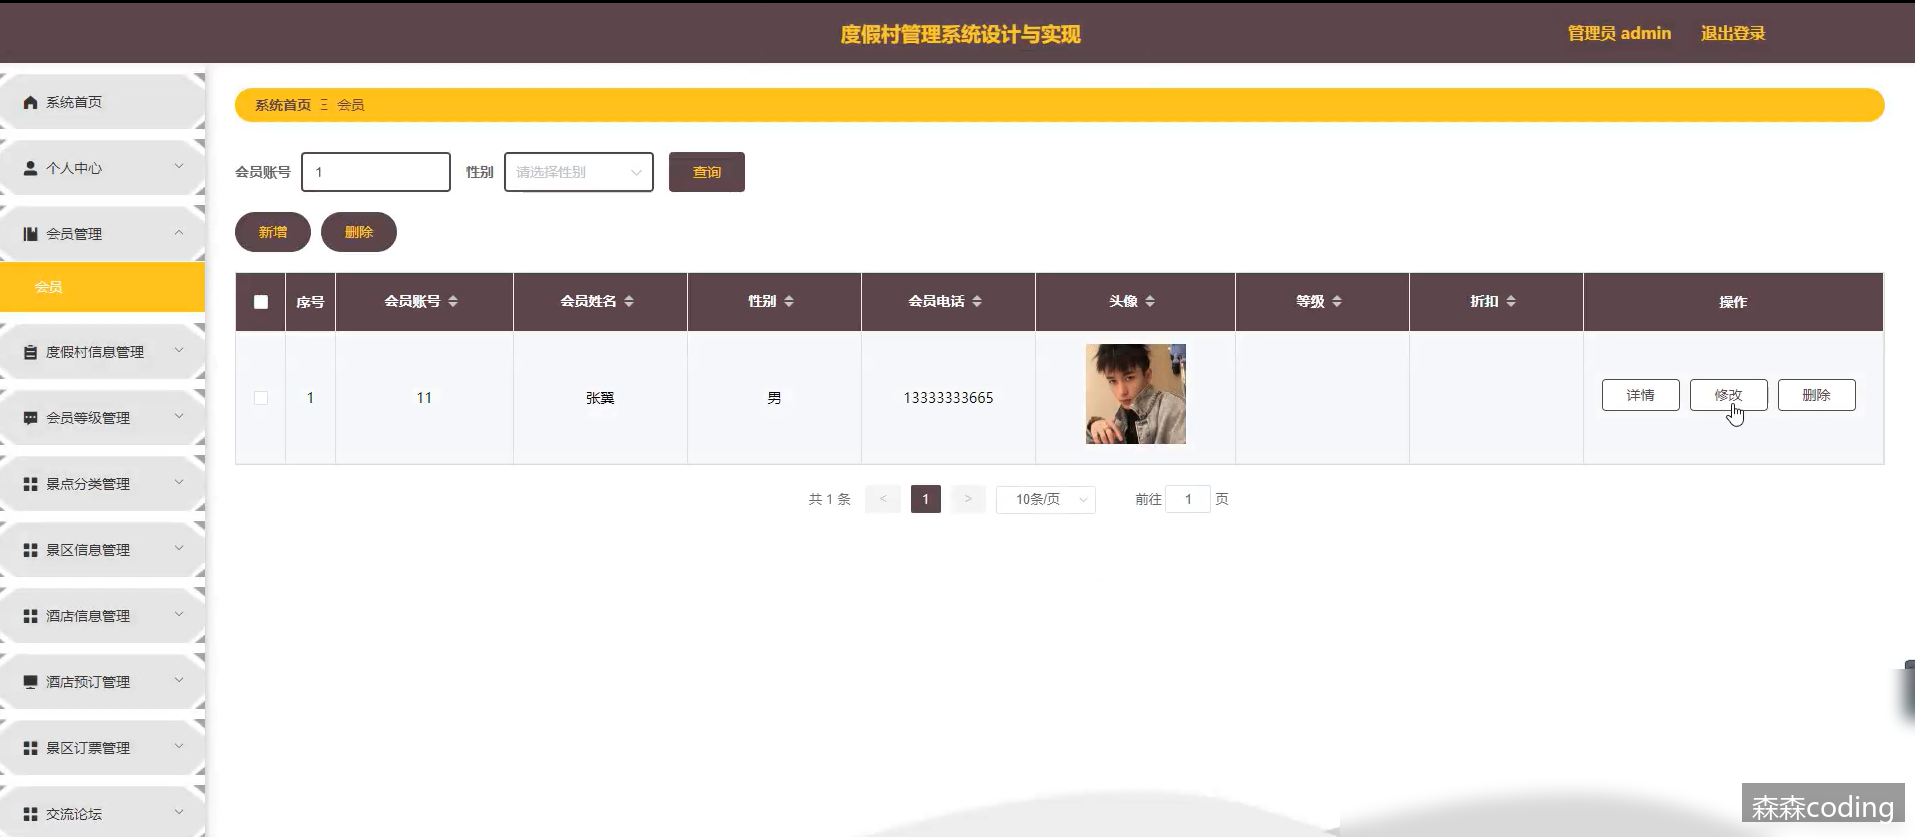 度假村管理系统设计与实现
管理员 admin 退出登录
系统首页
个人中心
会员管理
会员
度假村信息管理
会员等级管理
景点分类管理
景区信息管理
酒店信息管理
酒店预订管理
景区订票管理
交流论坛
系统首页 Ξ 会员
会员账号 1 性别 请选择性别 查询
新增 删除
序号 会员账号 会员姓名 性别 会员电话 头像 等级 折扣 操作
1 11 张翼 男 13333333665 详情 修改 删除
共 1 条 < 1 > 10条/页 前往 1 页
森森coding